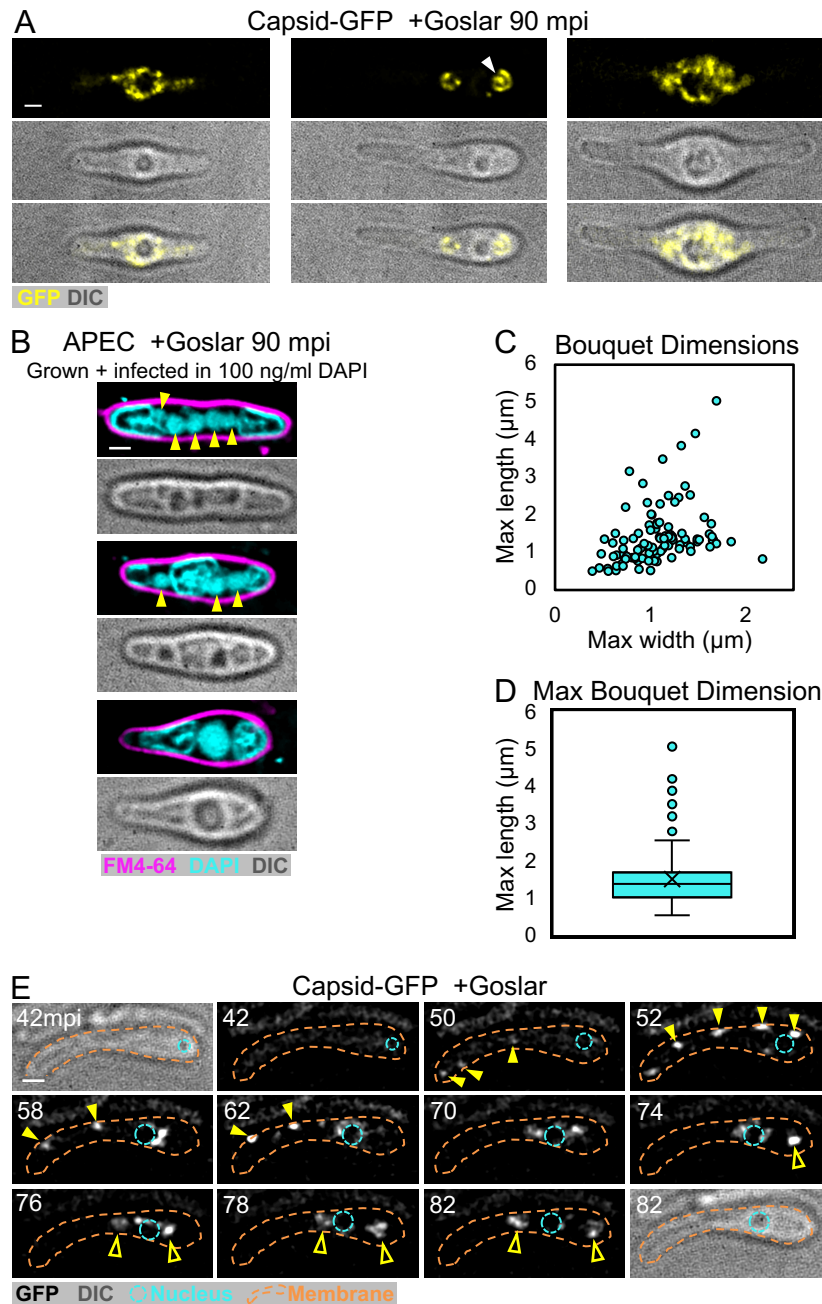 A Capsid-GFP +Goslar 90 mpi
GFP DIC
B APEC +Goslar 90 mpi
Grown + infected in 100 ng/ml DAPI
FM4-64 DAPI DIC
C Bouquet Dimensions
Max length (µm)
6
5
4
3
2
1
0
0 1 2
Max width (µm)
D Max Bouquet Dimension
Max length (µm)
6
5
4
3
2
1
0
E Capsid-GFP +Goslar
42mpi 42 50 52
58 62 70 74
76 78 82 82
GFP DIC Nucleus Membrane